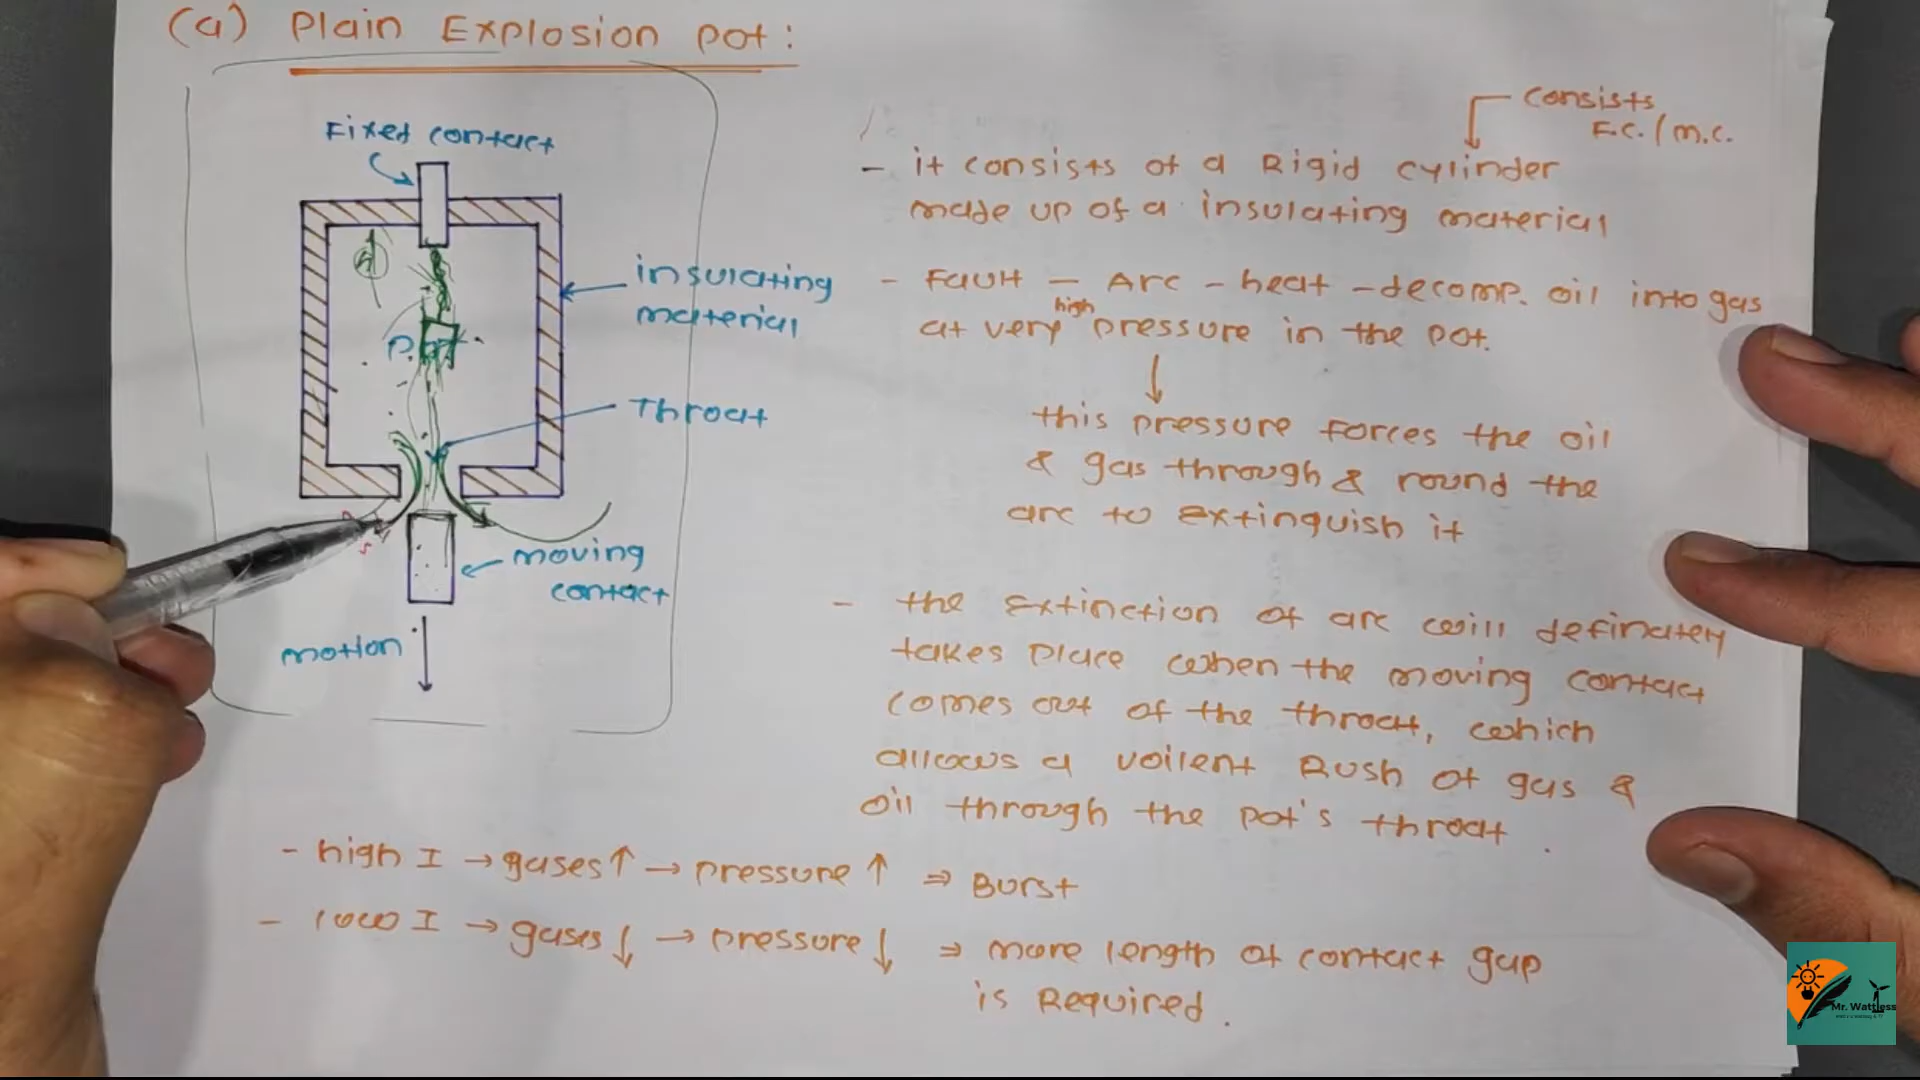 (a) Plain Explosion pot:
Fixed contact
insulating
material
Throat
moving
contact
motion
consists
F.C. / m.C.
- it consists of a Rigid cylinder
made up of a insulating material
- Fault - Arc - heat - decomp. oil into gas
at very high pressure in the pot.
this pressure forces the oil
& gas through & round the
arc to extinguish it
- the extinction of arc will definately
takes place when the moving contact
comes out of the throat, which
allows a voilent Rush of gas &
oil through the pot's throat.
- high I → gases ↑ → pressure ↑ ⇒ Burst
- low I → gases ↓ → pressure ↓ ⇒ more length of contact gap
is Required.
Mr. Wattless